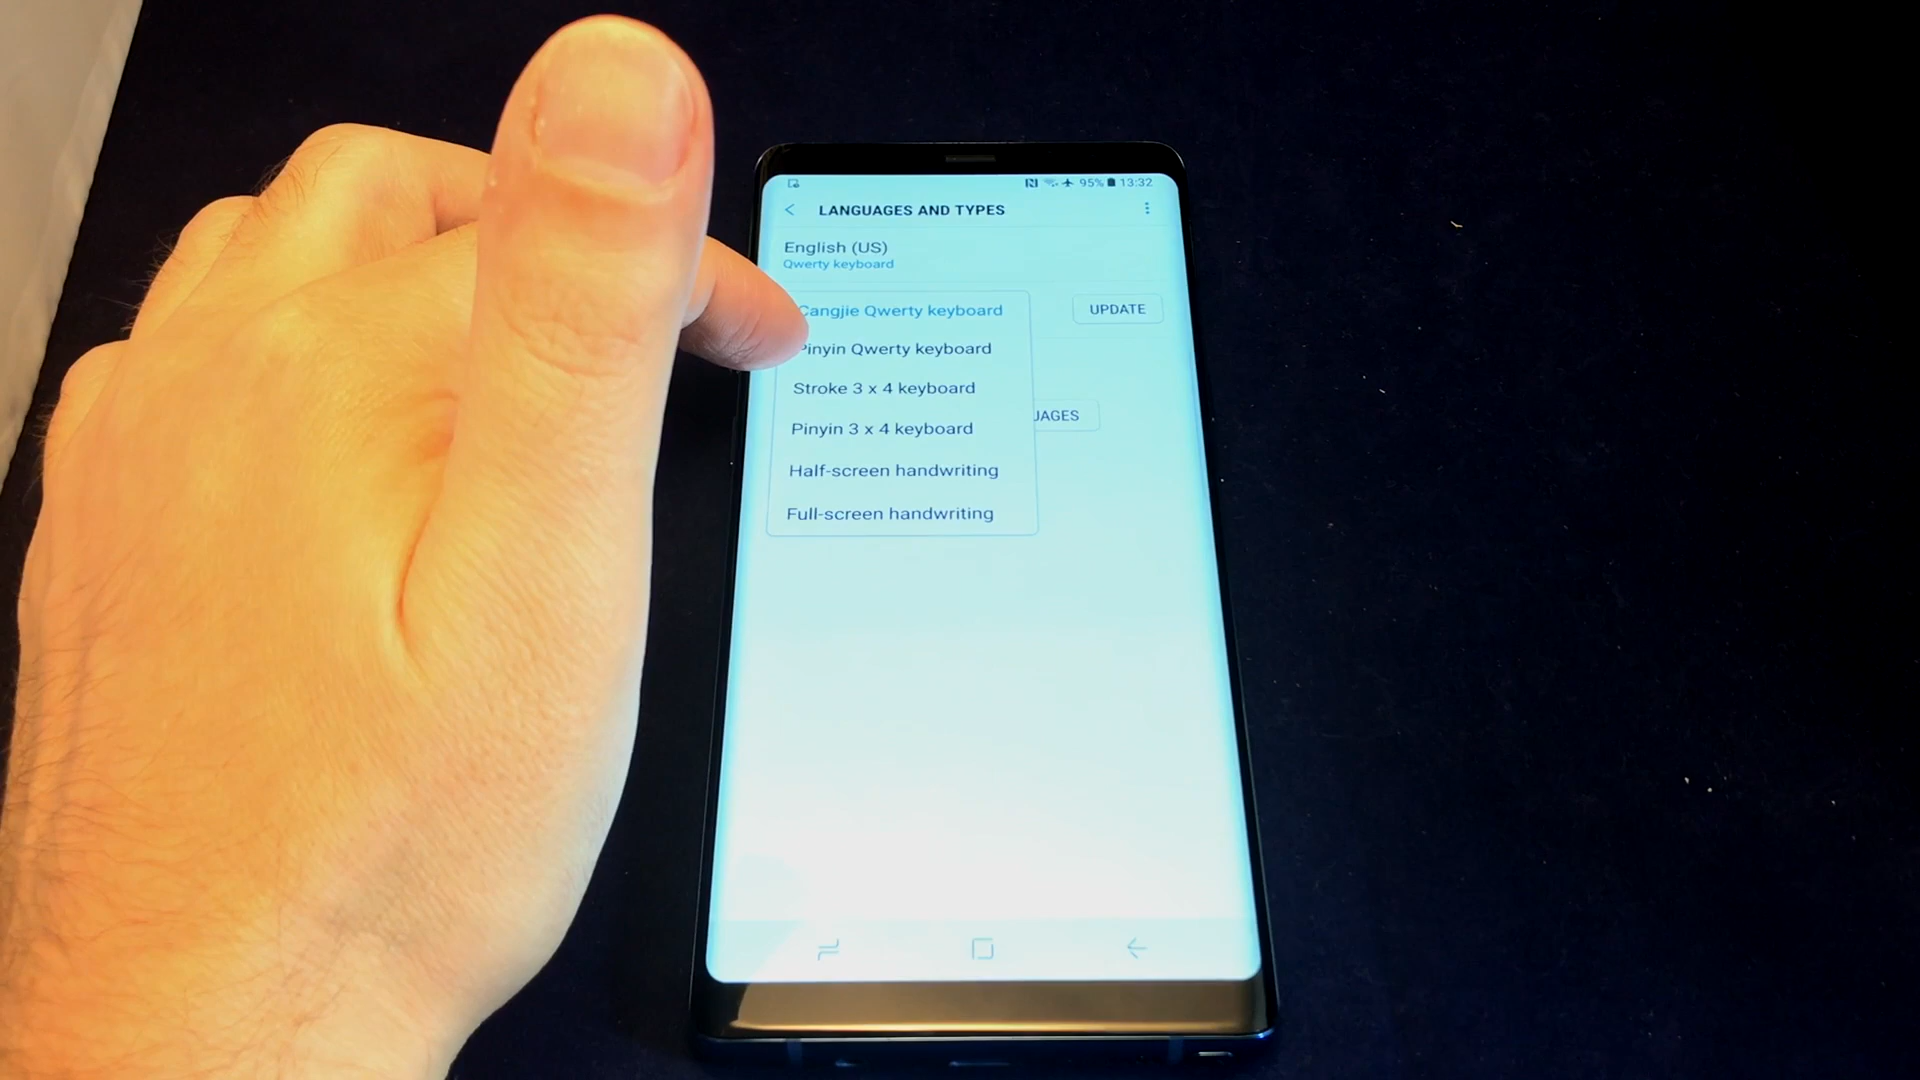 95% 13:32
LANGUAGES AND TYPES
English (US)
Qwerty keyboard
Cangjie Qwerty keyboard
UPDATE
Pinyin Qwerty keyboard
Stroke 3 x 4 keyboard
UAGES
Pinyin 3 x 4 keyboard
Half-screen handwriting
Full-screen handwriting